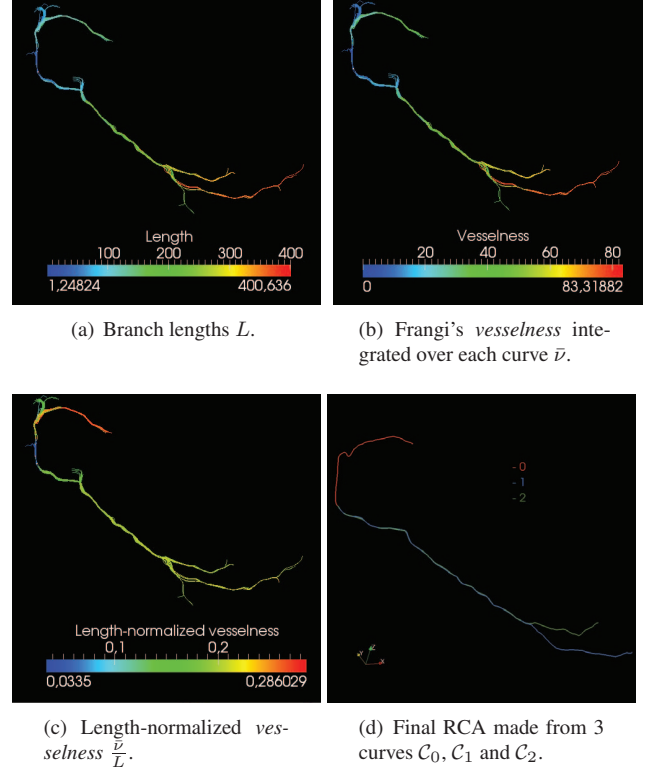 Length
100 200 300 400
1,24824 400,636
Vesselness
20 40 60 80
0 83,31882
(a) Branch lengths L.
(b) Frangi's vesselness inte-
grated over each curve ν̄.
Length-normalized vesselness
0,1 0,2
0,0335 0,286029
- 0
- 1
- 2
(c) Length-normalized ves-
selness ν̄/L.
(d) Final RCA made from 3
curves C₀, C₁ and C₂.